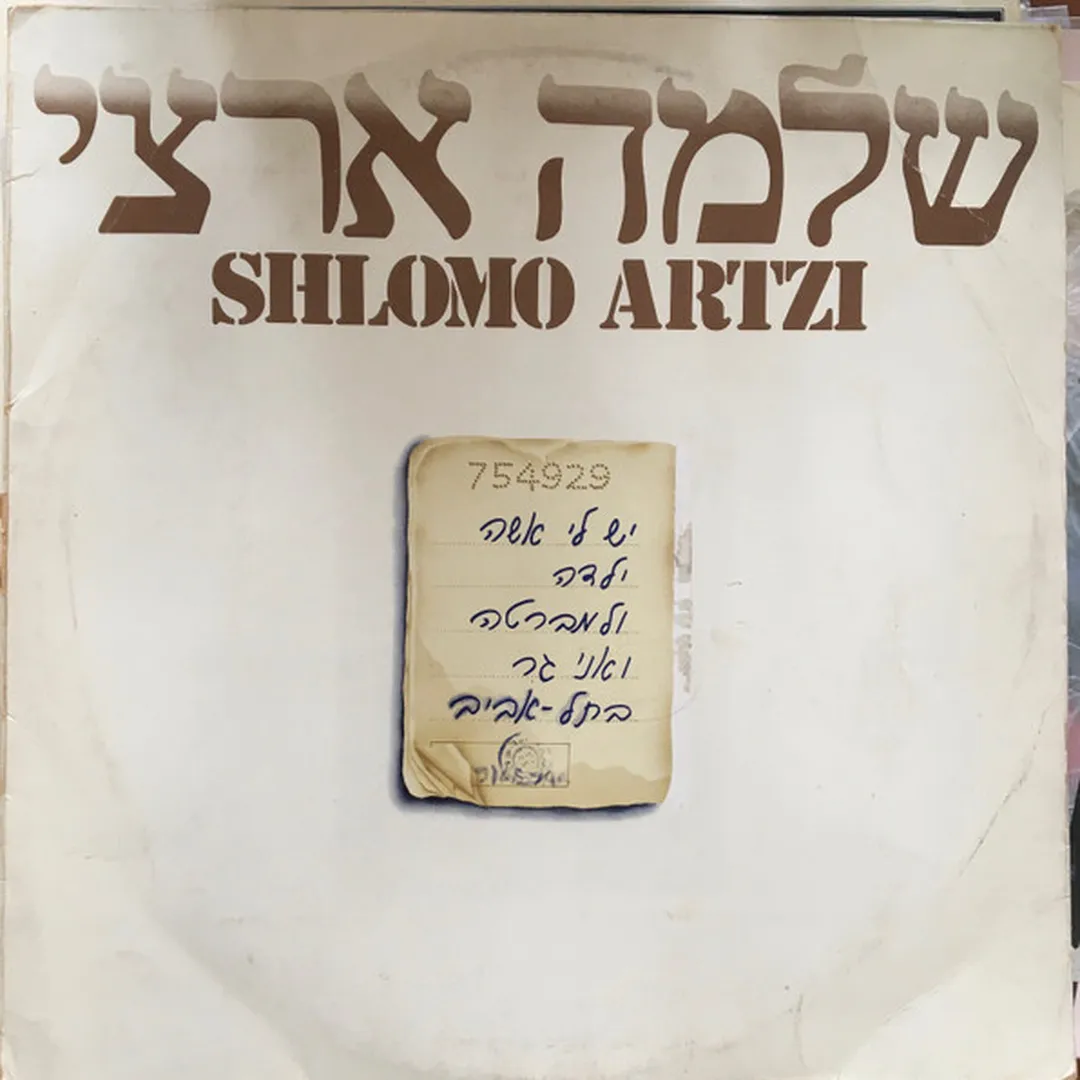 שלמה ארצי
SHLOMO ARTZI
754929
יש לי אשה
ילדה
ולמברטה
ואני גר
בתל-אביב